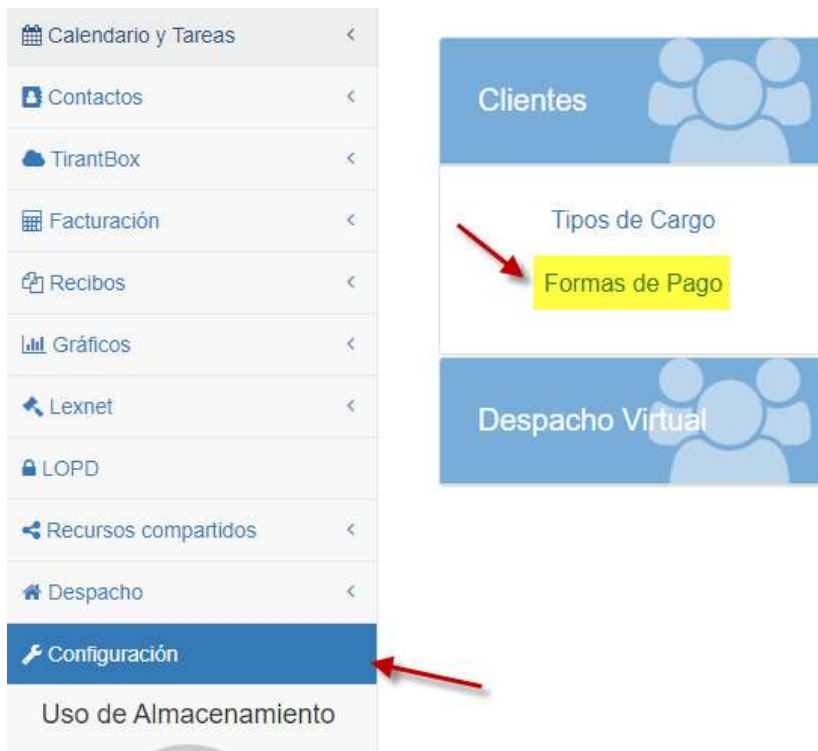 Calendario y Tareas
Contactos
TirantBox
Facturación
Recibos
Gráficos
Lexnet
LOPD
Recursos compartidos
Despacho
Configuración
Uso de Almacenamiento
Clientes
Tipos de Cargo
Formas de Pago
Despacho Virtual